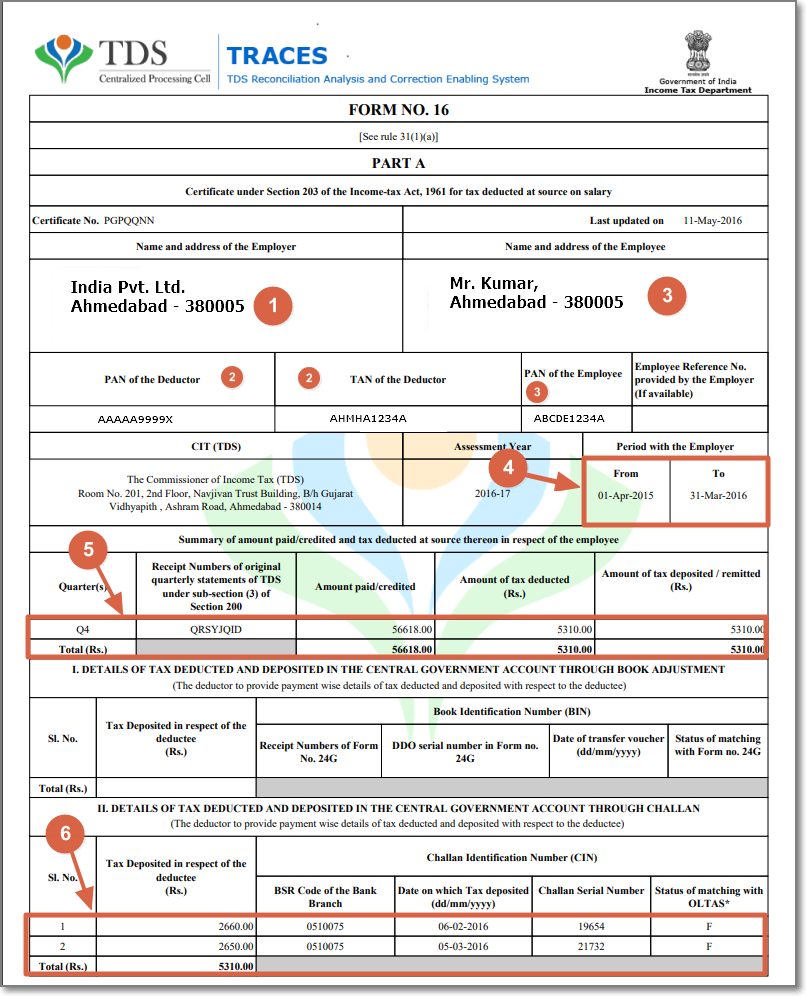 TDS
Centralized Processing Cell
TRACES
TDS Reconciliation Analysis and Correction Enabling System
Government of India
Income Tax Department
FORM NO. 16
[See rule 31(1)(a)]
PART A
Certificate under Section 203 of the Income-tax Act, 1961 for tax deducted at source on salary
Certificate No. PGPQQNN
Last updated on 11-May-2016
Name and address of the Employer
Name and address of the Employee
India Pvt. Ltd.
Ahmedabad - 380005
1
Mr. Kumar,
Ahmedabad - 380005
3
PAN of the Deductor
2
2
TAN of the Deductor
PAN of the Employee
3
Employee Reference No.
provided by the Employer
(If available)
AAAAA9999X
AHMHA1234A
ABCDE1234A
CIT (TDS)
Assessment Year
Period with the Employer
The Commissioner of Income Tax (TDS)
Room No. 201, 2nd Floor, Navjivan Trust Building, B/h Gujarat
Vidhyapith , Ashram Road, Ahmedabad - 380014
2016-17
4
From
To
01-Apr-2015
31-Mar-2016
Summary of amount paid/credited and tax deducted at source thereon in respect of the employee
5
Quarter(s)
Receipt Numbers of original
quarterly statements of TDS
under sub-section (3) of
Section 200
Amount paid/credited
Amount of tax deducted
(Rs.)
Amount of tax deposited / remitted
(Rs.)
Q4 QRSYJQID 56618.00 5310.00 5310.00
Total (Rs.) 56618.00 5310.00 5310.00
I. DETAILS OF TAX DEDUCTED AND DEPOSITED IN THE CENTRAL GOVERNMENT ACCOUNT THROUGH BOOK ADJUSTMENT
(The deductor to provide payment wise details of tax deducted and deposited with respect to the deductee)
Sl. No.
Tax Deposited in respect of the
deductee
(Rs.)
Book Identification Number (BIN)
Receipt Numbers of Form
No. 24G
DDO serial number in Form no.
24G
Date of transfer voucher
(dd/mm/yyyy)
Status of matching
with Form no. 24G
Total (Rs.)
II. DETAILS OF TAX DEDUCTED AND DEPOSITED IN THE CENTRAL GOVERNMENT ACCOUNT THROUGH CHALLAN
(The deductor to provide payment wise details of tax deducted and deposited with respect to the deductee)
6
Sl. No.
Tax Deposited in respect of the
deductee
(Rs.)
Challan Identification Number (CIN)
BSR Code of the Bank
Branch
Date on which Tax deposited
(dd/mm/yyyy)
Challan Serial Number
Status of matching with
OLTAS*
1 2660.00 0510075 06-02-2016 19654 F
2 2650.00 0510075 05-03-2016 21732 F
Total (Rs.) 5310.00